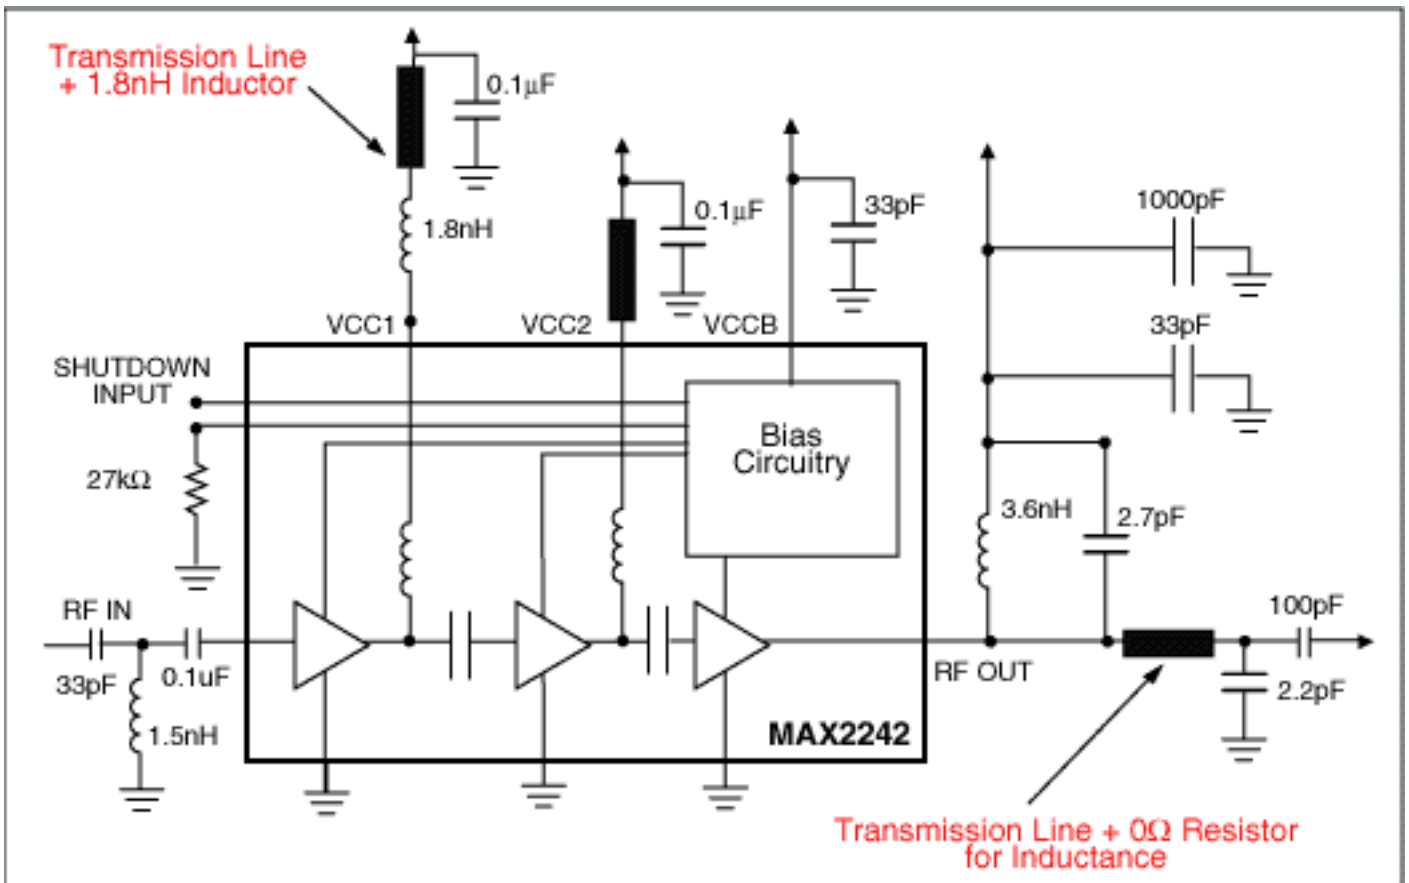 Transmission Line
+ 1.8nH Inductor
0.1μF
1.8nH
0.1μF
33pF
1000pF
33pF
VCC1
VCC2
VCCB
SHUTDOWN
INPUT
27kΩ
Bias
Circuitry
3.6nH
2.7pF
RF IN
33pF
0.1uF
1.5nH
RF OUT
100pF
2.2pF
MAX2242
Transmission Line + 0Ω Resistor
for Inductance